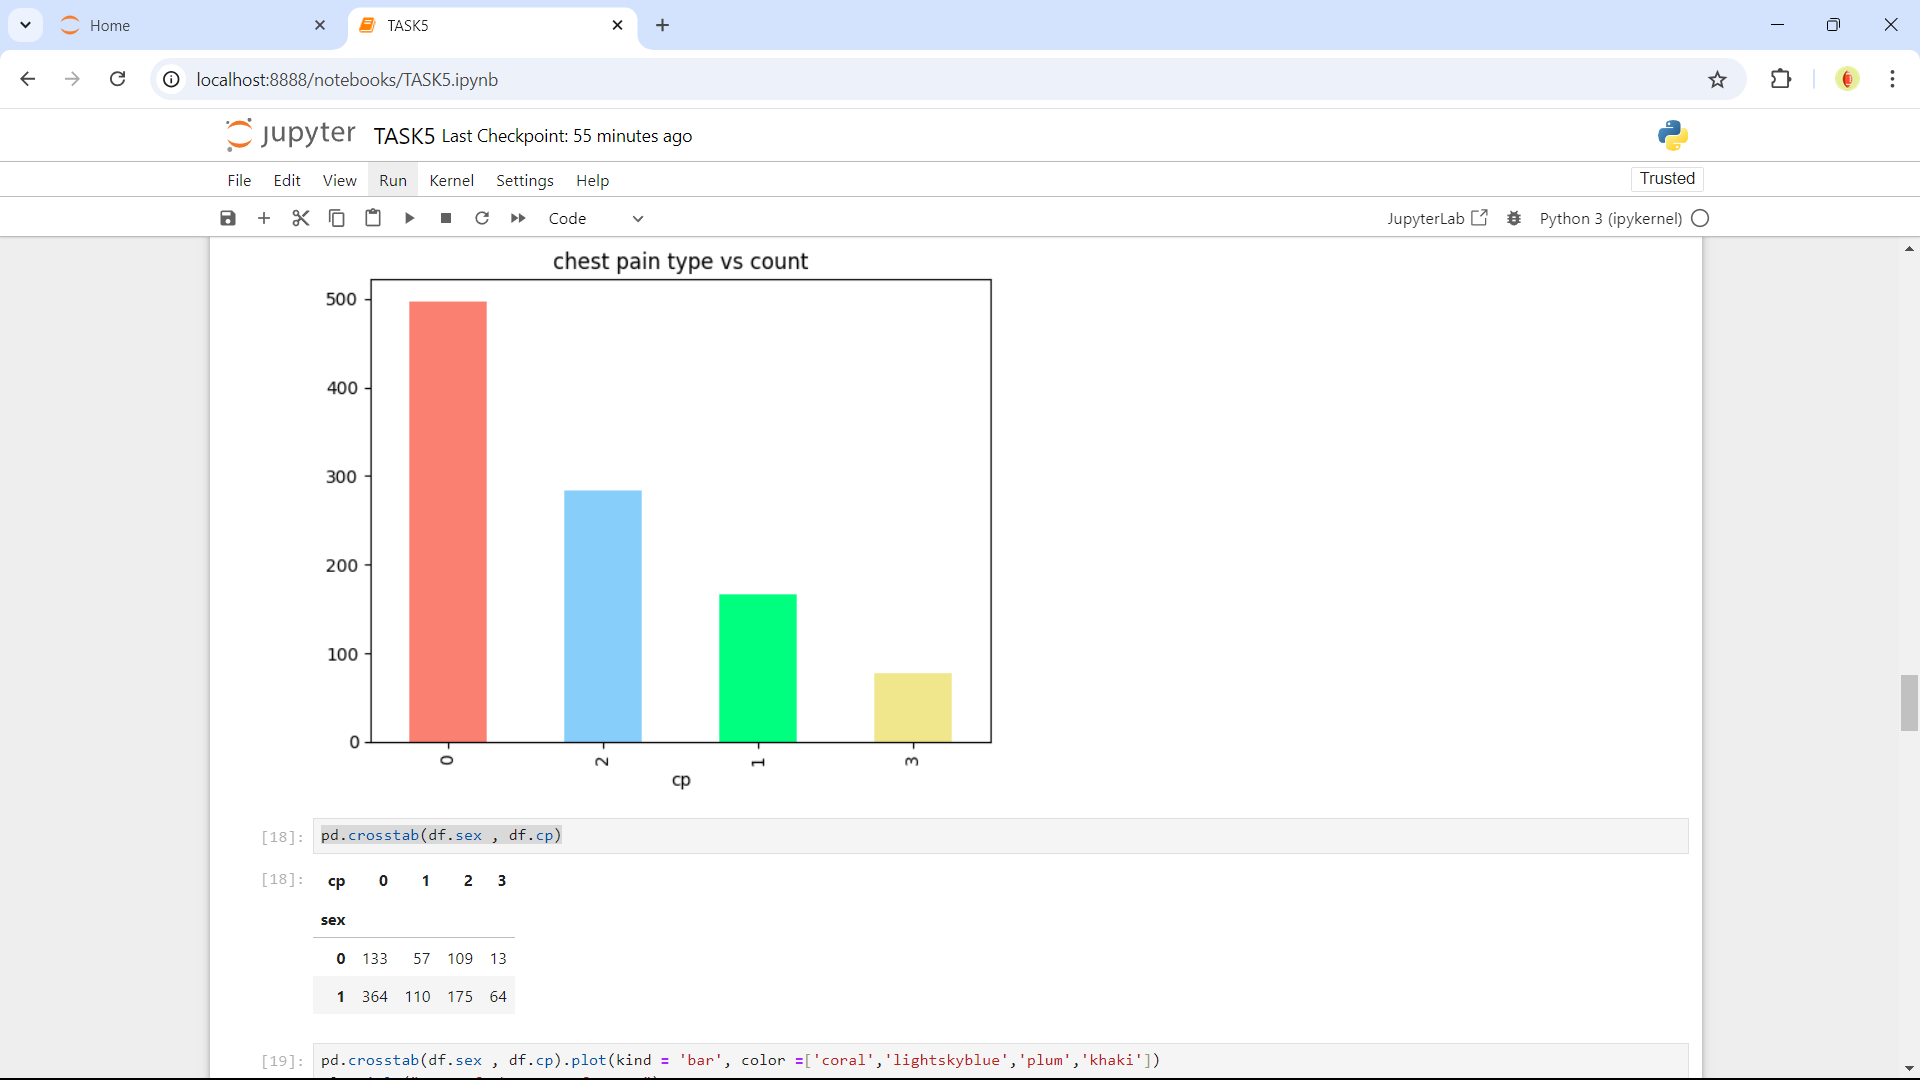 Home
TASK5
localhost:8888/notebooks/TASK5.ipynb
jupyter TASK5 Last Checkpoint: 55 minutes ago
File Edit View Run Kernel Settings Help Trusted
Code JupyterLab Python 3 (ipykernel)
chest pain type vs count
500
400
300
200
100
0
0 2 1 3
cp
[18]: pd.crosstab(df.sex , df.cp)
[18]: cp 0 1 2 3
sex
0 133 57 109 13
1 364 110 175 64
[19]: pd.crosstab(df.sex , df.cp).plot(kind = 'bar', color =['coral','lightskyblue','plum','khaki'])